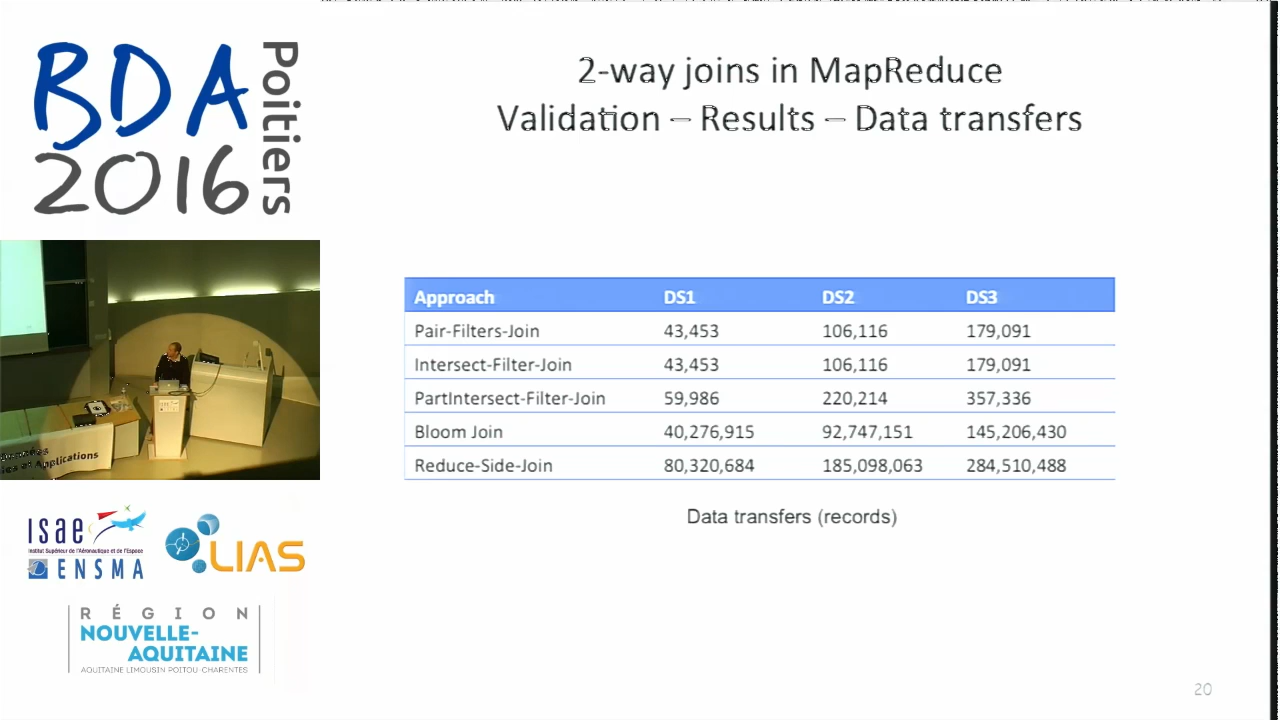 BDA
2016
Poitiers
2-way joins in MapReduce
Validation – Results – Data transfers
Approach DS1 DS2 DS3
Pair-Filters-Join 43,453 106,116 179,091
Intersect-Filter-Join 43,453 106,116 179,091
PartIntersect-Filter-Join 59,986 220,214 357,336
Bloom Join 40,276,915 92,747,151 145,206,430
Reduce-Side-Join 80,320,684 185,098,063 284,510,488
Data transfers (records)
et Applications
isae
Institut Supérieur de l'Aéronautique et de l'Espace
ENSMA
LIAS
RÉGION
NOUVELLE-
AQUITAINE
AQUITAINE LIMOUSIN POITOU-CHARENTES
20